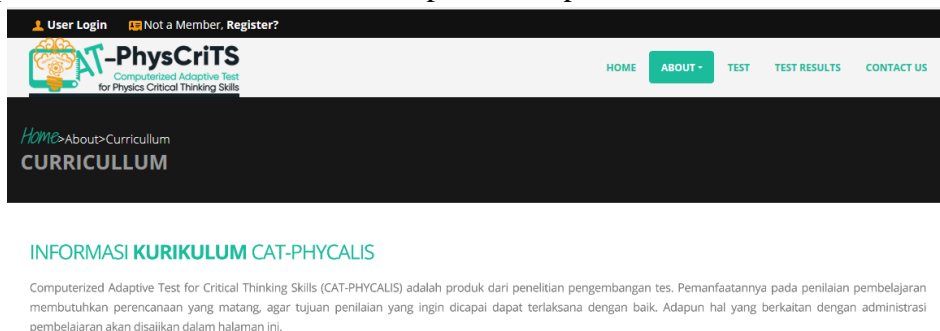 User Login Not a Member, Register?
AT-PhysCriTS
Computerized Adaptive Test
for Physics Critical Thinking Skills
HOME ABOUT TEST TEST RESULTS CONTACT US
Home>About>Curricullum
CURRICULLUM
INFORMASI KURIKULUM CAT-PHYCALIS
Computerized Adaptive Test for Critical Thinking Skills (CAT-PHYCALIS) adalah produk dari penelitian pengembangan tes. Pemanfaatannya pada penilaian pembelajaran
membutuhkan perencanaan yang matang, agar tujuan penilaian yang ingin dicapai dapat terlaksana dengan baik. Adapun hal yang berkaitan dengan administrasi
pembelajaran akan disajikan dalam halaman ini.